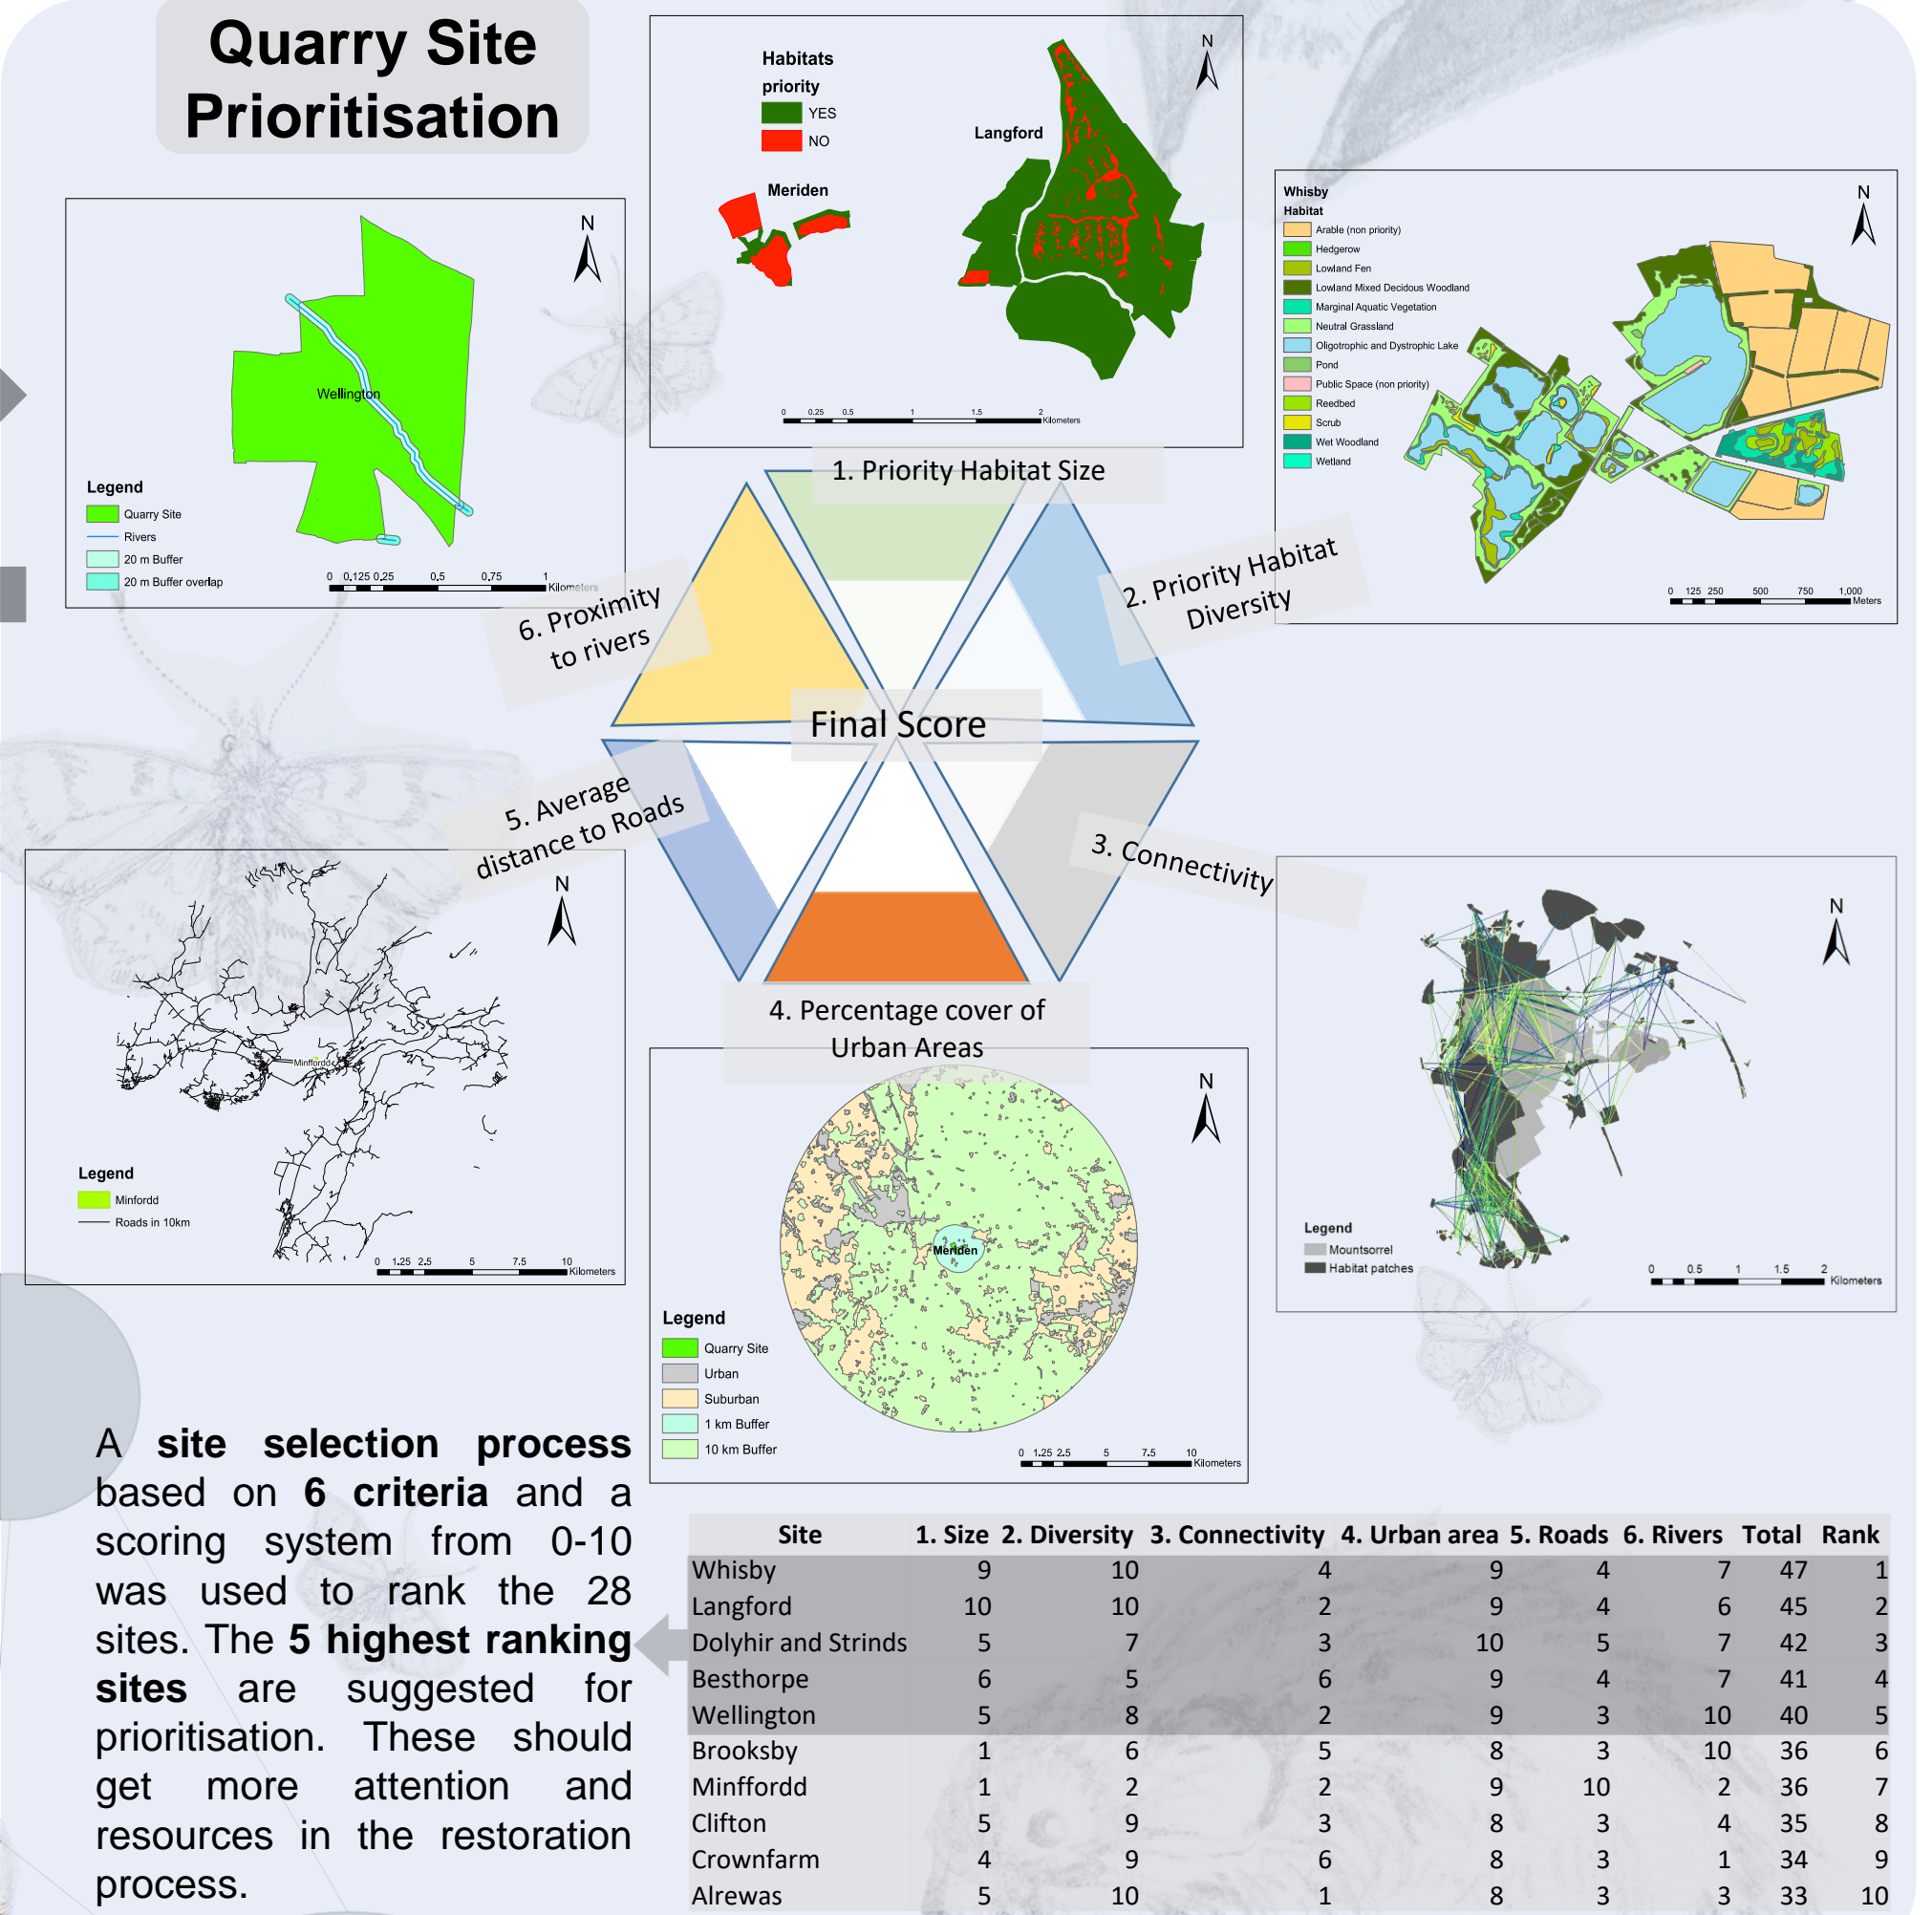 Quarry Site
Prioritisation
Habitats
priority
YES
NO
Langford
Meriden
N
0 0.25 0.5 1 1.5 2
Kilometers
Wellington
N
Legend
Quarry Site
Rivers
20 m Buffer
20 m Buffer overlap
0 0.125 0.25 0.5 0.75 1
Kilometers
Whisby
Habitat
Arable (non priority)
Hedgerow
Lowland Fen
Lowland Mixed Decidous Woodland
Marginal Aquatic Vegetation
Neutral Grassland
Oligotrophic and Dystrophic Lake
Pond
Public Space (non priority)
Reedbed
Scrub
Wet Woodland
Wetland
N
0 125 250 500 750 1,000
Meters
1. Priority Habitat Size
2. Priority Habitat
Diversity
6. Proximity
to rivers
Final Score
5. Average
distance to Roads
3. Connectivity
4. Percentage cover of
Urban Areas
N
Minffordd
Legend
Minfordd
Roads in 10km
0 1.25 2.5 5 7.5 10
Kilometers
N
Meriden
Legend
Quarry Site
Urban
Suburban
1 km Buffer
10 km Buffer
0 1.25 2.5 5 7.5 10
Kilometers
N
Legend
Mountsorrel
Habitat patches
0 0.5 1 1.5 2
Kilometers
A site selection process
based on 6 criteria and a
scoring system from 0-10
was used to rank the 28
sites. The 5 highest ranking
sites are suggested for
prioritisation. These should
get more attention and
resources in the restoration
process.
Site 1. Size 2. Diversity 3. Connectivity 4. Urban area 5. Roads 6. Rivers Total Rank
Whisby 9 10 4 9 4 7 47 1
Langford 10 10 2 9 4 6 45 2
Dolyhir and Strinds 5 7 3 10 5 7 42 3
Besthorpe 6 5 6 9 4 7 41 4
Wellington 5 8 2 9 3 10 40 5
Brooksby 1 6 5 8 3 10 36 6
Minffordd 1 2 2 9 10 2 36 7
Clifton 5 9 3 8 3 4 35 8
Crownfarm 4 9 6 8 3 1 34 9
Alrewas 5 10 1 8 3 3 33 10